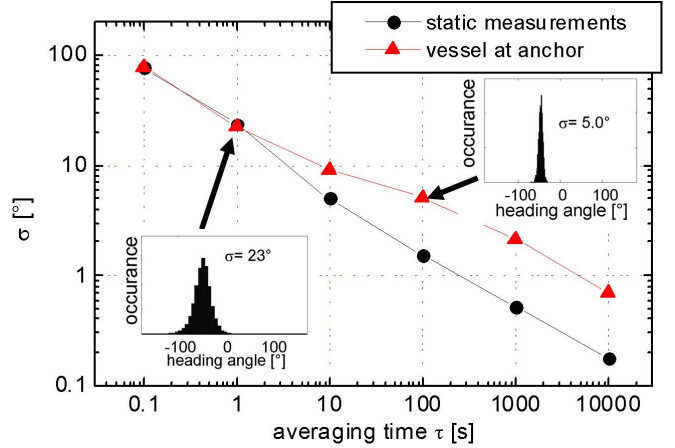 static measurements
vessel at anchor
100
10
1
0.1
σ [°]
0.1 1 10 100 1000 10000
averaging time τ [s]
occurance
σ= 5.0°
-100 0 100
heading angle [°]
occurance
σ= 23°
-100 0 100
heading angle [°]